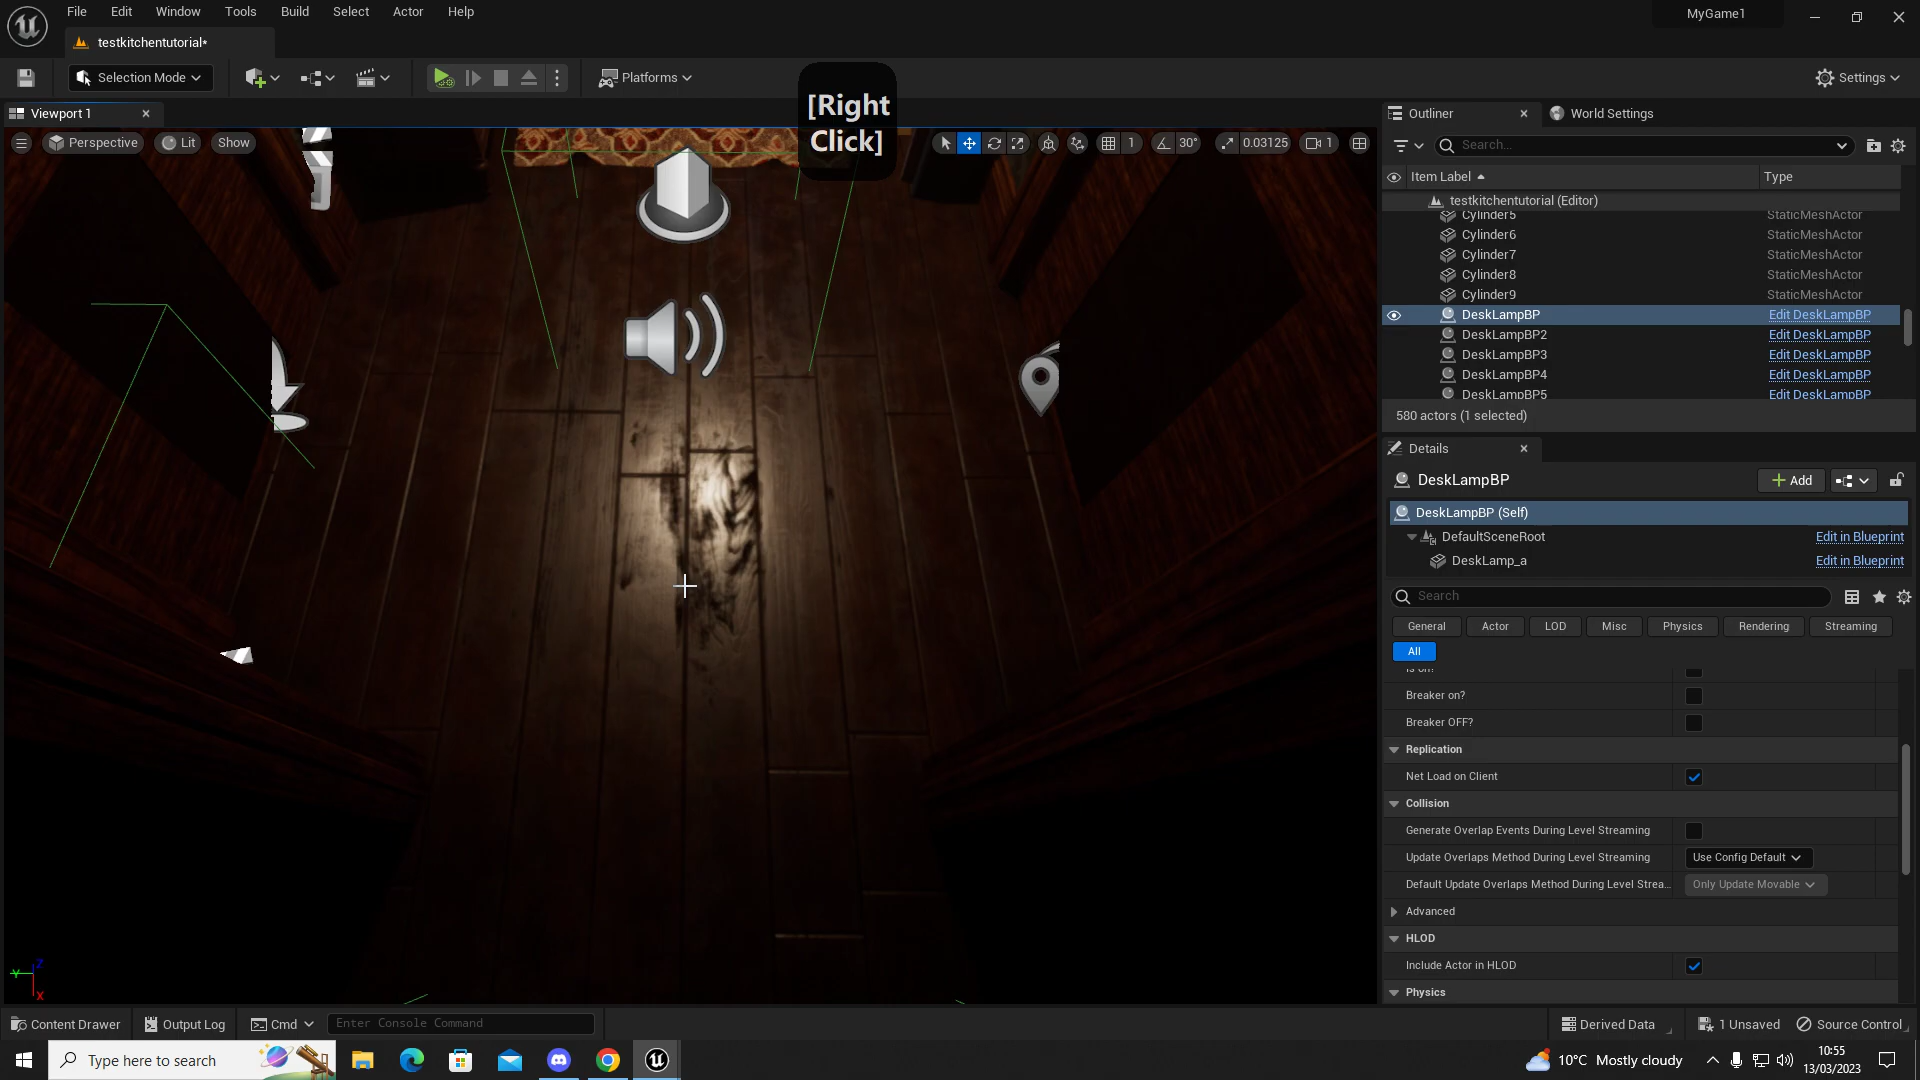 File Edit Window Tools Build Select Actor Help
MyGame1
testkitchentutorial*
Selection Mode
Platforms
Settings
[Right
Click]
Viewport 1
Perspective
Lit
Show
1
30°
0.03125
1
Outliner
World Settings
Search...
Item Label
Type
testkitchentutorial (Editor)
Cylinder5 StaticMeshActor
Cylinder6 StaticMeshActor
Cylinder7 StaticMeshActor
Cylinder8 StaticMeshActor
Cylinder9 StaticMeshActor
DeskLampBP Edit DeskLampBP
DeskLampBP2 Edit DeskLampBP
DeskLampBP3 Edit DeskLampBP
DeskLampBP4 Edit DeskLampBP
DeskLampBP5 Edit DeskLampBP
580 actors (1 selected)
Details
DeskLampBP
Add
DeskLampBP (Self)
DefaultSceneRoot Edit in Blueprint
DeskLamp_a Edit in Blueprint
Search
General Actor LOD Misc Physics Rendering Streaming
All
Is on?
Breaker on?
Breaker OFF?
Replication
Net Load on Client
Collision
Generate Overlap Events During Level Streaming
Update Overlaps Method During Level Streaming Use Config Default
Default Update Overlaps Method During Level Strea... Only Update Movable
Advanced
HLOD
Include Actor in HLOD
Physics
Z
Y
X
Content Drawer
Output Log
Cmd
Enter Console Command
Derived Data
1 Unsaved
Source Control
Type here to search
10°C Mostly cloudy
10:55
13/03/2023